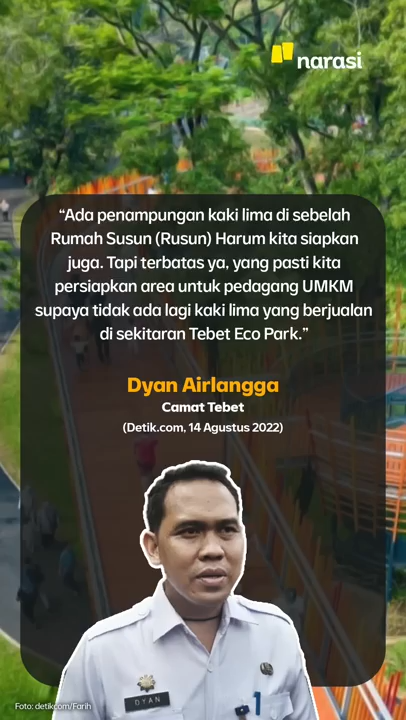 narasi
“Ada penampungan kaki lima di sebelah
Rumah Susun (Rusun) Harum kita siapkan
juga. Tapi terbatas ya, yang pasti kita
persiapkan area untuk pedagang UMKM
supaya tidak ada lagi kaki lima yang berjualan
di sekitaran Tebet Eco Park.”
Dyan Airlangga
Camat Tebet
(Detik.com, 14 Agustus 2022)
DYAN
Foto: detikcom/Farih